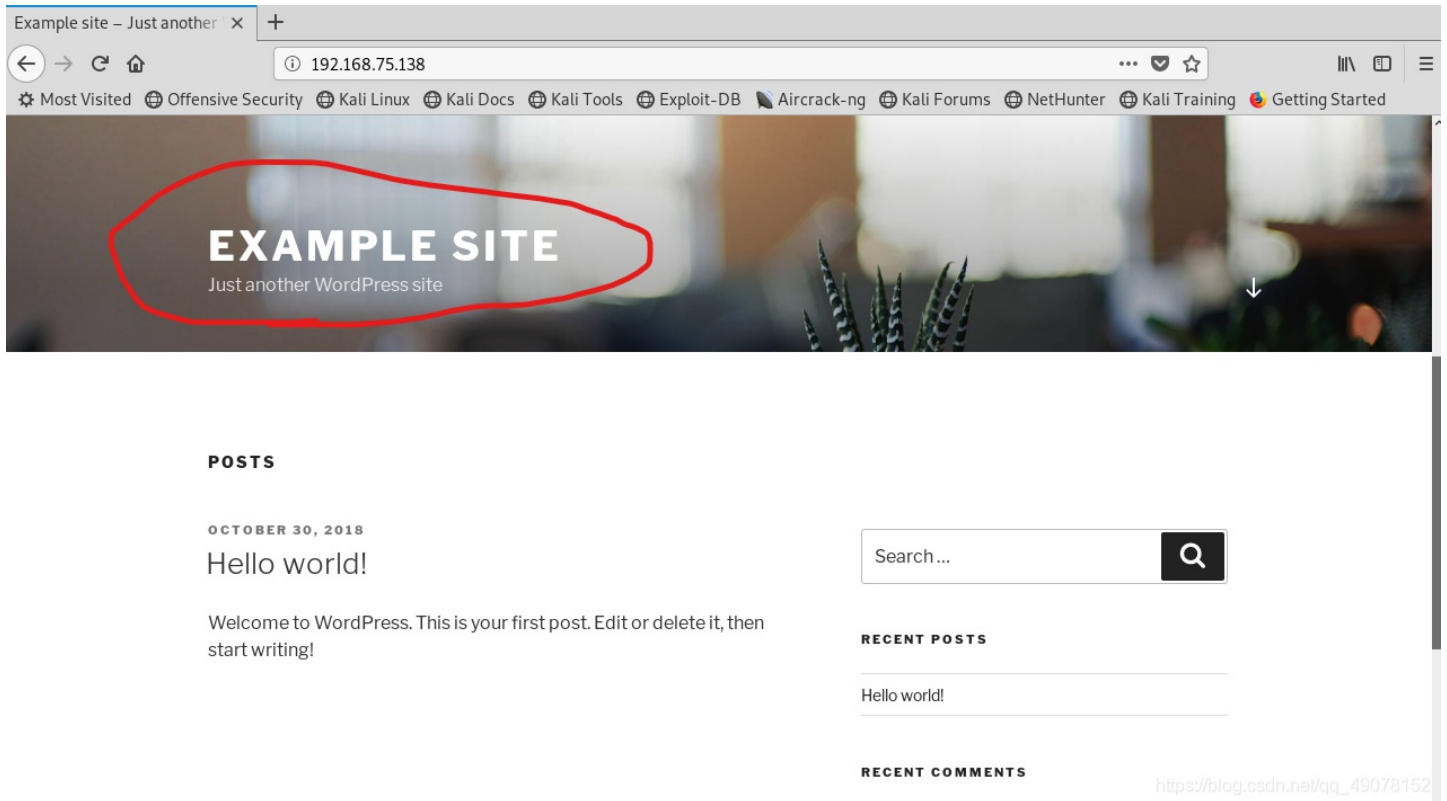 Example site – Just another
192.168.75.138
Most Visited Offensive Security Kali Linux Kali Docs Kali Tools Exploit-DB Aircrack-ng Kali Forums NetHunter Kali Training Getting Started
EXAMPLE SITE
Just another WordPress site
POSTS
OCTOBER 30, 2018
Hello world!
Welcome to WordPress. This is your first post. Edit or delete it, then
start writing!
Search ...
RECENT POSTS
Hello world!
RECENT COMMENTS
https://blog.csdn.net/qq_49078152